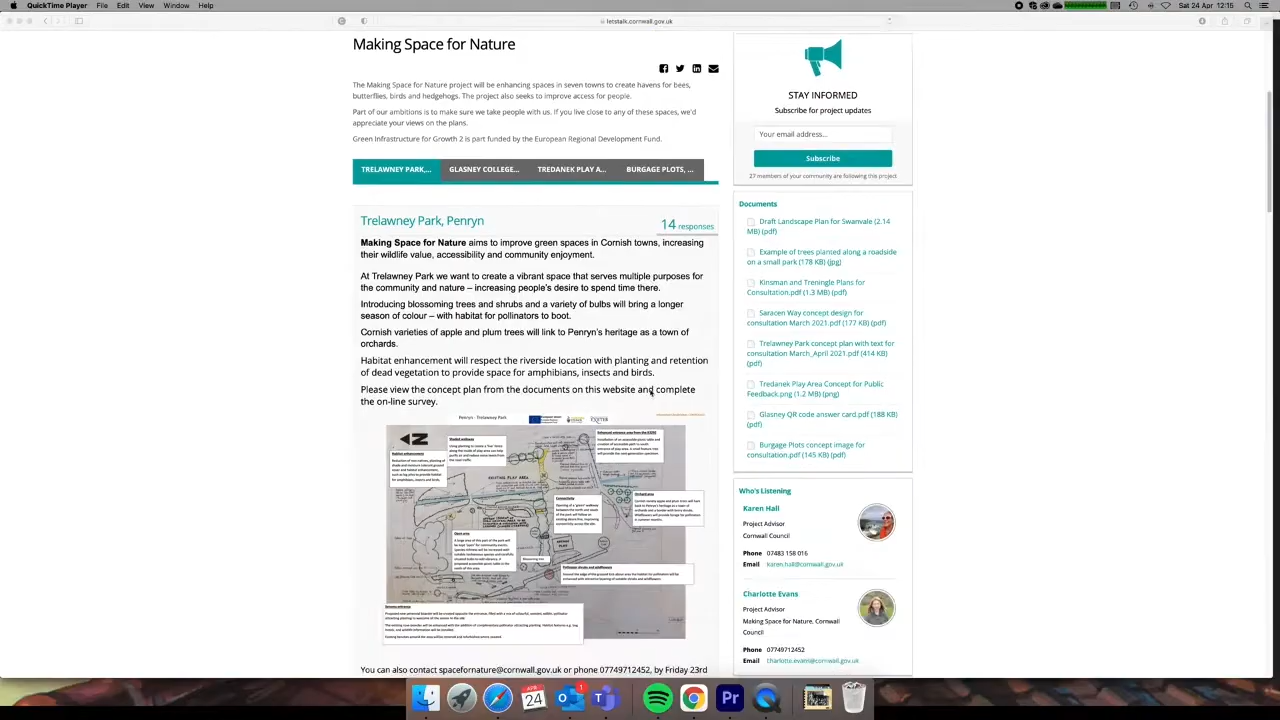 QuickTime Player File Edit View Window Help
Sat 24 Apr 12:15
letstalk.cornwall.gov.uk
Making Space for Nature
The Making Space for Nature project will be enhancing spaces in seven towns to create havens for bees,
butterflies, birds and hedgehogs. The project also seeks to improve access for people.
Part of our ambitions is to make sure we take people with us. If you live close to any of these spaces, we'd
appreciate your views on the plans.
Green Infrastructure for Growth 2 is part funded by the European Regional Development Fund.
TRELAWNEY PARK,... GLASNEY COLLEGE... TREDANEK PLAY A... BURGAGE PLOTS, ...
Trelawney Park, Penryn
14 responses
Making Space for Nature aims to improve green spaces in Cornish towns, increasing
their wildlife value, accessibility and community enjoyment.
At Trelawney Park we want to create a vibrant space that serves multiple purposes for
the community and nature – increasing people's desire to spend time there.
Introducing blossoming trees and shrubs and a variety of bulbs will bring a longer
season of colour – with habitat for pollinators to boot.
Cornish varieties of apple and plum trees will link to Penryn's heritage as a town of
orchards.
Habitat enhancement will respect the riverside location with planting and retention
of dead vegetation to provide space for amphibians, insects and birds.
Please view the concept plan from the documents on this website and complete
the on-line survey.
Penryn - Trelawney Park
You can also contact spacefornature@cornwall.gov.uk or phone 07749712452, by Friday 23rd
STAY INFORMED
Subscribe for project updates
Your email address...
Subscribe
27 members of your community are following this project
Documents
Draft Landscape Plan for Swanvale (2.14
MB) (pdf)
Example of trees planted along a roadside
on a small park (178 KB) (jpg)
Kinsman and Treningle Plans for
Consultation.pdf (1.3 MB) (pdf)
Saracen Way concept design for
consultation March 2021.pdf (177 KB) (pdf)
Trelawney Park concept plan with text for
consultation March_April 2021.pdf (414 KB)
(pdf)
Tredanek Play Area Concept for Public
Feedback.png (1.2 MB) (png)
Glasney QR code answer card.pdf (188 KB)
(pdf)
Burgage Plots concept image for
consultation.pdf (145 KB) (pdf)
Who's Listening
Karen Hall
Project Advisor
Cornwall Council
Phone 07483 158 016
Email karen.hall@cornwall.gov.uk
Charlotte Evans
Project Advisor
Making Space for Nature, Cornwall
Council
Phone 07749712452
Email charlotte.evans@cornwall.gov.uk
APR
24
1
Pr